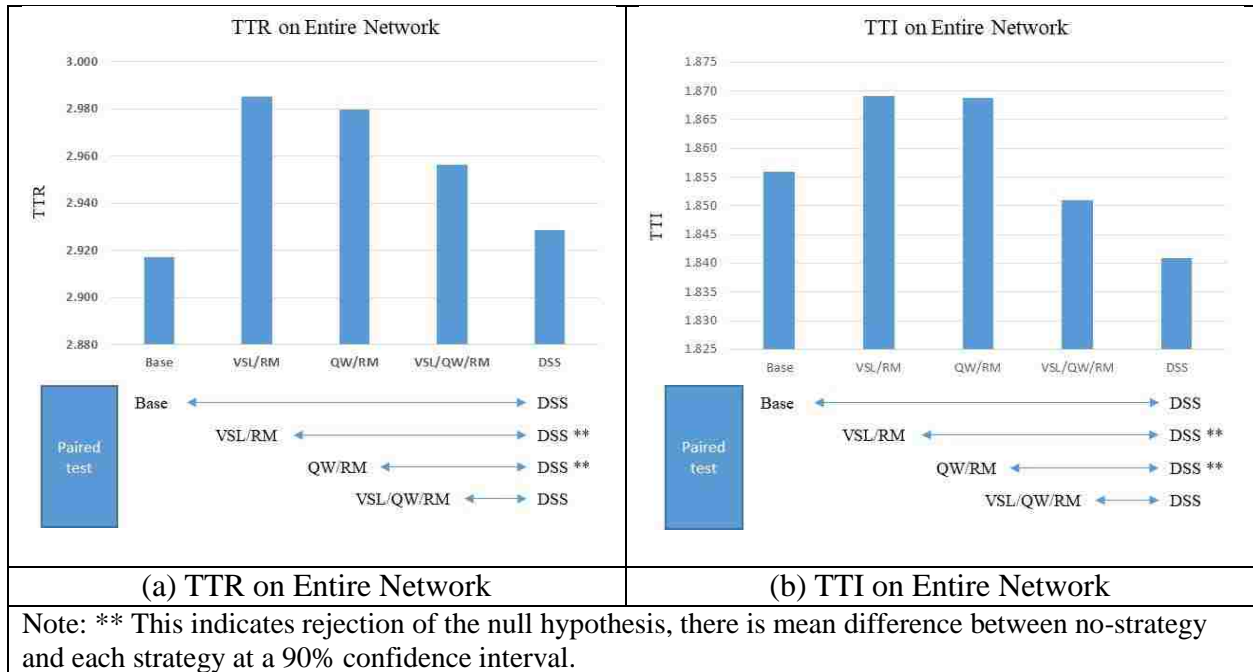 TTR on Entire Network
3.000
2.980
2.960
2.940
2.920
2.900
2.880
TTR
Base VSL/RM QW/RM VSL/QW/RM DSS
Paired
test
Base DSS
VSL/RM DSS **
QW/RM DSS **
VSL/QW/RM DSS
TTI on Entire Network
1.875
1.870
1.865
1.860
1.855
1.850
1.845
1.840
1.835
1.830
1.825
TTI
Base VSL/RM QW/RM VSL/QW/RM DSS
Paired
test
Base DSS
VSL/RM DSS **
QW/RM DSS **
VSL/QW/RM DSS
(a) TTR on Entire Network
(b) TTI on Entire Network
Note: ** This indicates rejection of the null hypothesis, there is mean difference between no-strategy
and each strategy at a 90% confidence interval.